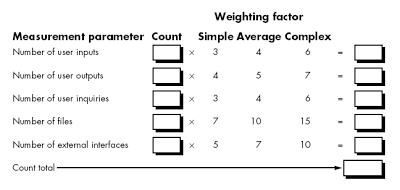 Weighting factor
Measurement parameter Count Simple Average Complex
Number of user inputs × 3 4 6 =
Number of user outputs × 4 5 7 =
Number of user inquiries × 3 4 6 =
Number of files × 7 10 15 =
Number of external interfaces × 5 7 10 =
Count total